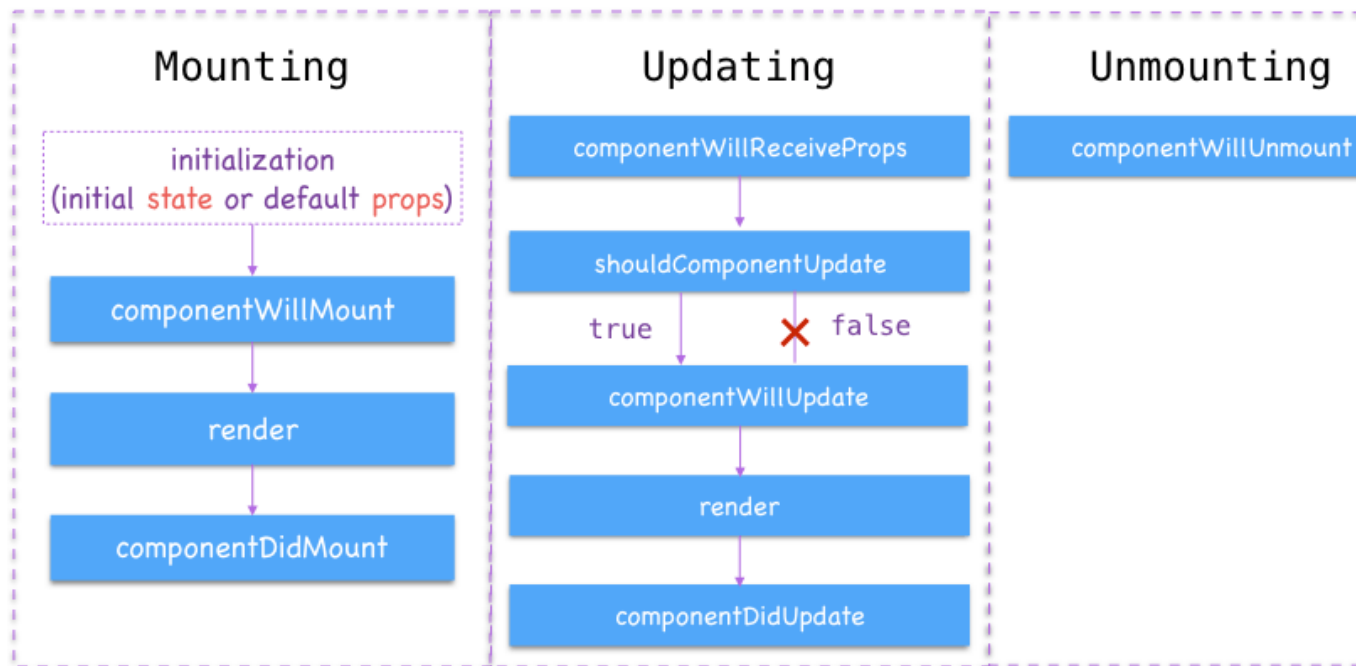 Mounting
initialization
(initial state or default props)
componentWillMount
render
componentDidMount
Updating
componentWillReceiveProps
shouldComponentUpdate
true
false
componentWillUpdate
render
componentDidUpdate
Unmounting
componentWillUnmount